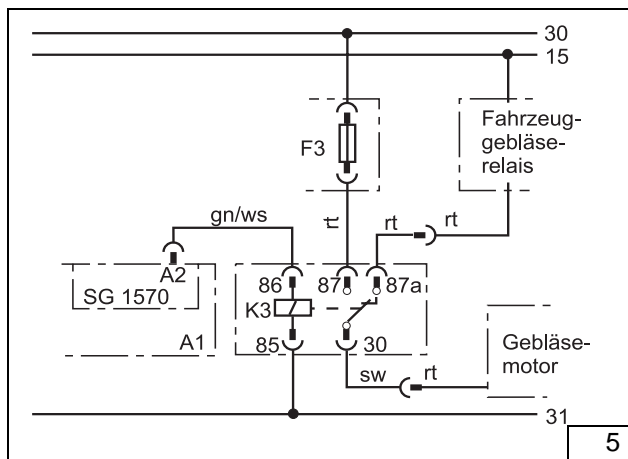 30
15
F3
Fahrzeug-
gebläse-
relais
gn/ws
rt
rt
rt
A2
SG 1570
A1
86
87
87a
K3
85
30
sw
rt
Gebläse-
motor
31
5